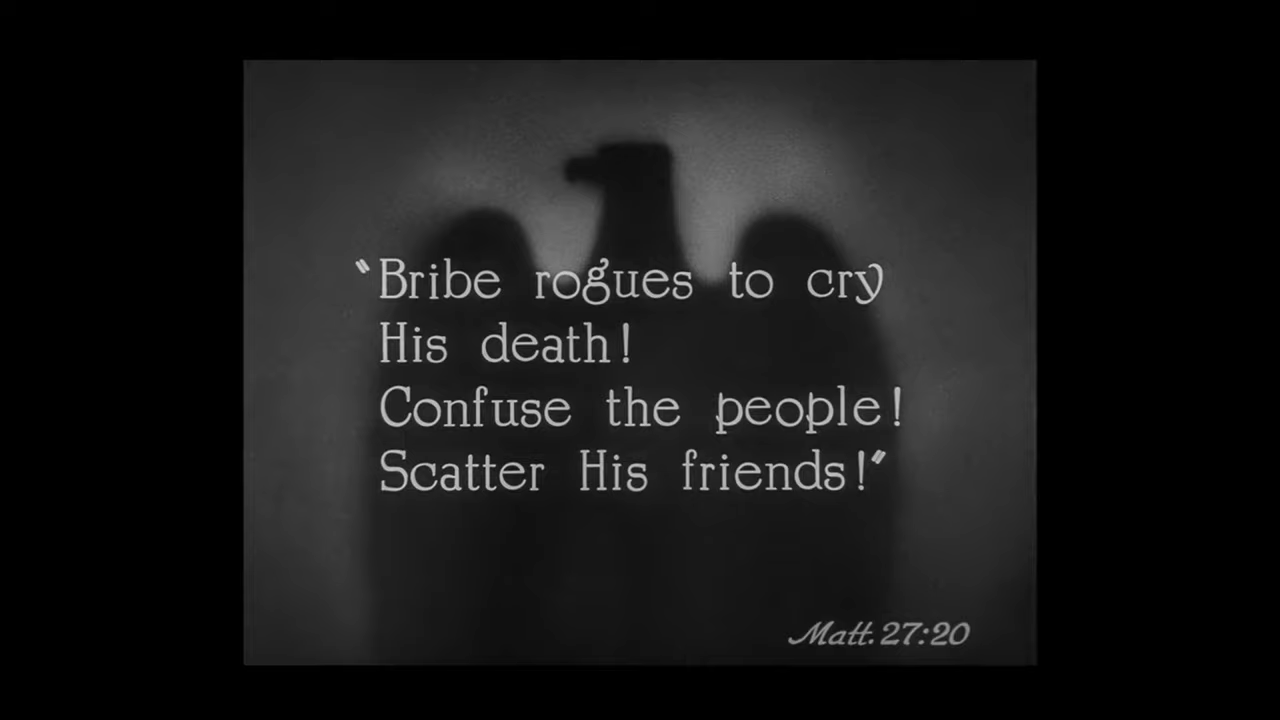 "Bribe rogues to cry
His death!
Confuse the people!
Scatter His friends!"
Matt. 27:20